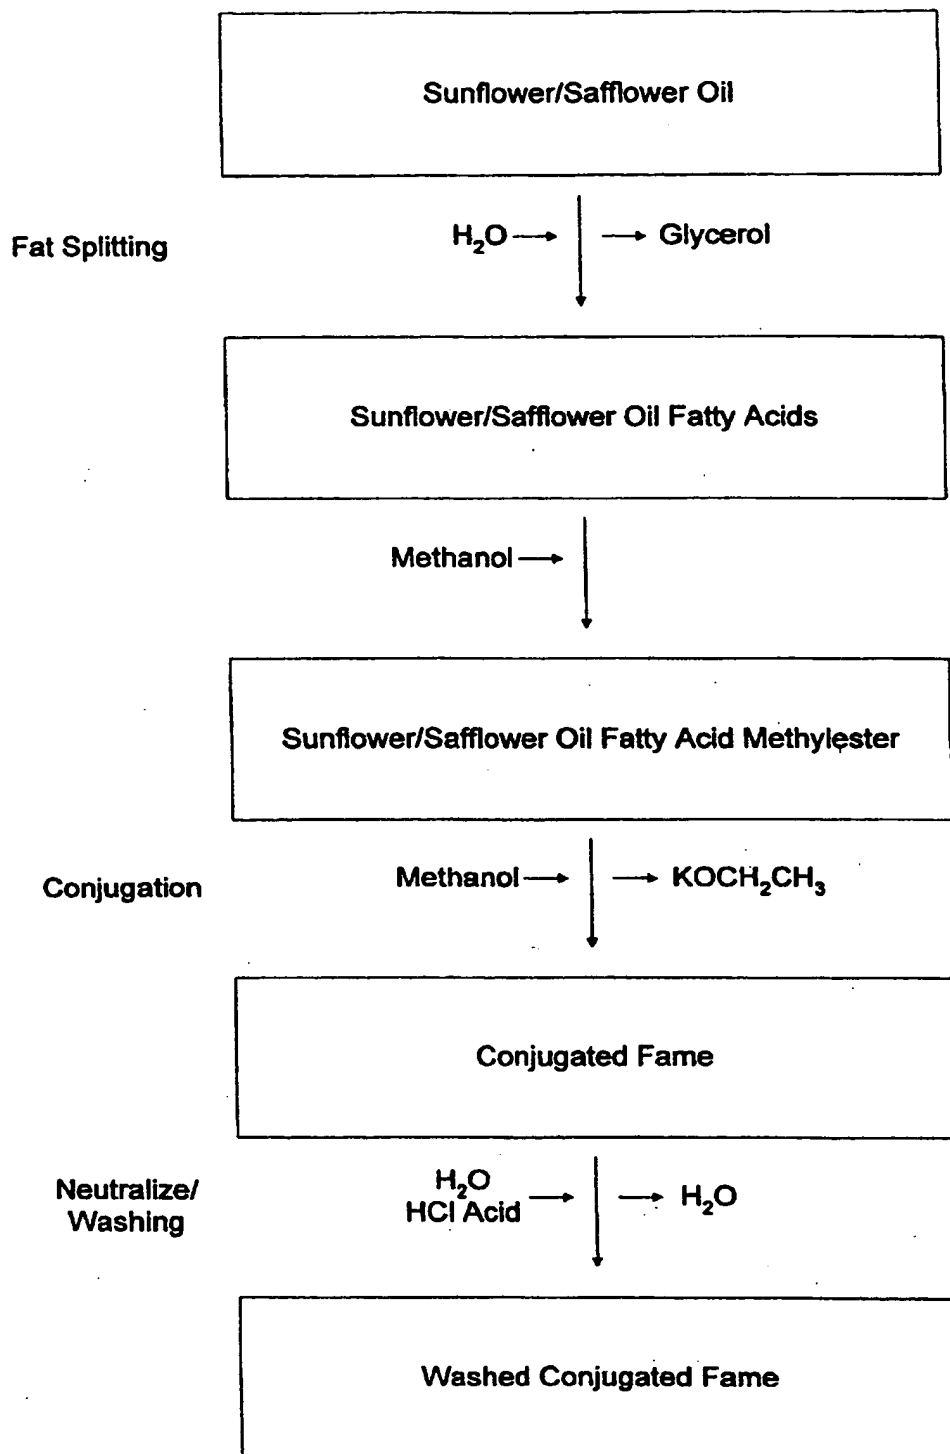 Sunflower/Safflower Oil
Fat Splitting
H₂O
Glycerol
Sunflower/Safflower Oil Fatty Acids
Methanol
Sunflower/Safflower Oil Fatty Acid Methylester
Conjugation
Methanol
KOCH₂CH₃
Conjugated Fame
Neutralize/
Washing
H₂O
HCl Acid
H₂O
Washed Conjugated Fame